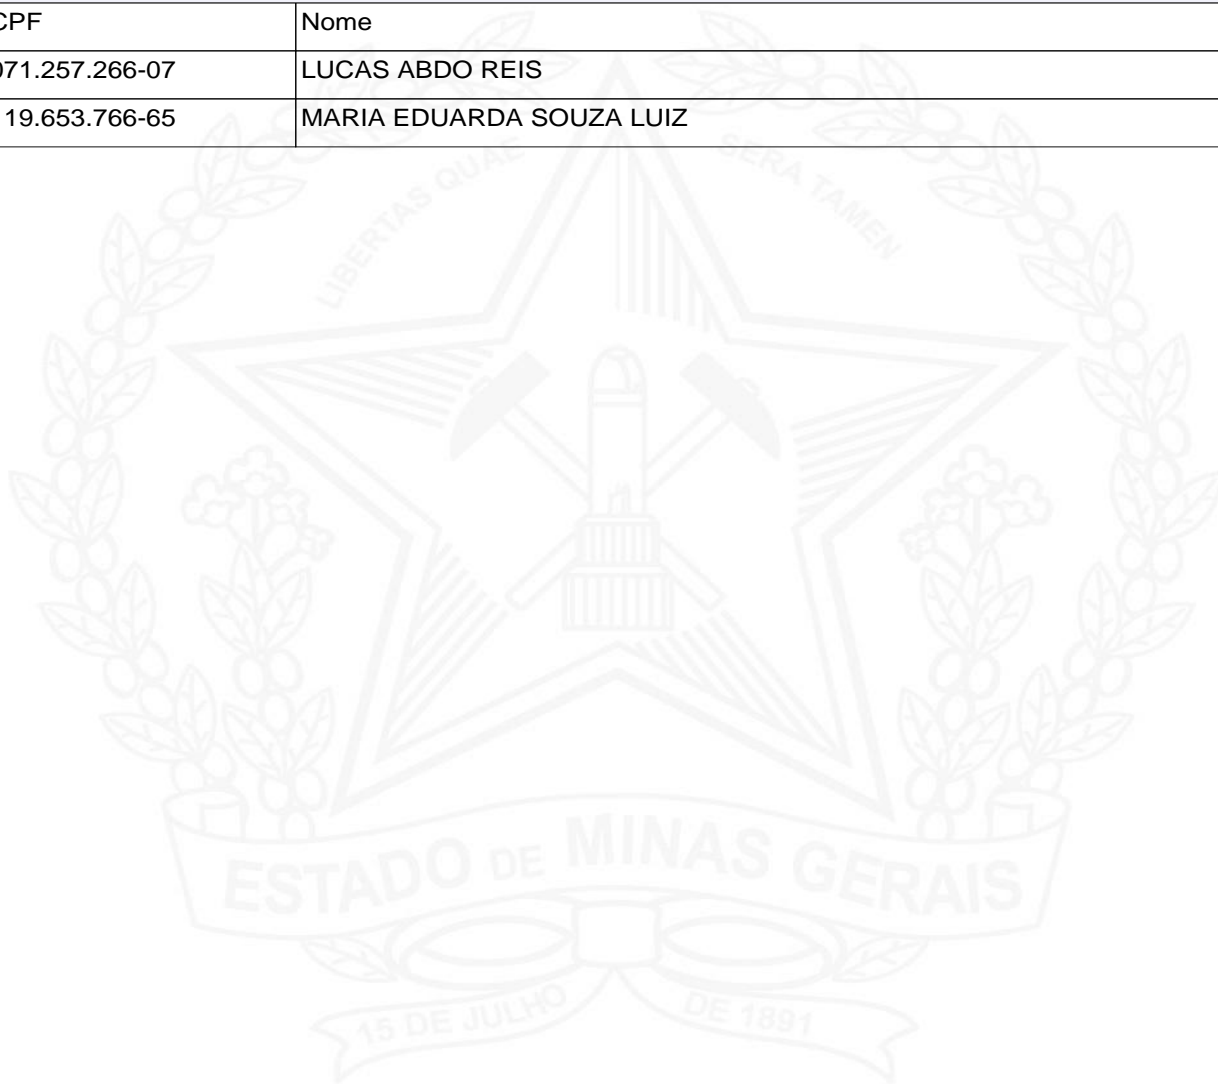 CPF Nome
071.257.266-07 LUCAS ABDO REIS
19.653.766-65 MARIA EDUARDA SOUZA LUIZ
LIBERTAS QUAE SERA TAMEN
ESTADO DE MINAS GERAIS
15 DE JULHO DE 1891